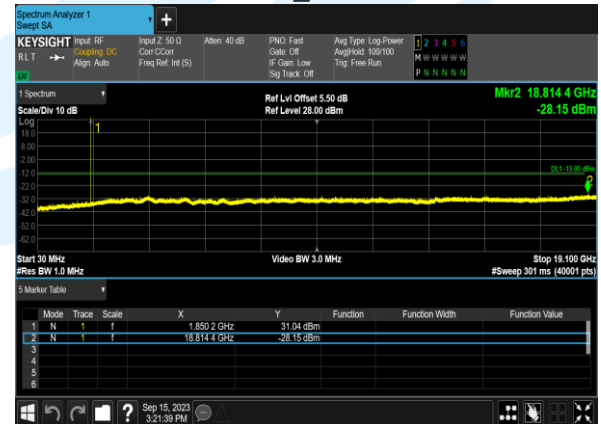 Spectrum Analyzer 1
Swept SA
+
KEYSIGHT Input: RF Input Z: 50 Ω Atten: 40 dB PNO: Fast Avg Type: Log-Power 1 2 3 4 5 6
RLT Coupling: DC Corr CCorr Gate: Off Avg|Hold: 100/100 M W W W W W
Align: Auto Freq Ref: Int (S) IF Gain: Low Trig: Free Run
Sig Track: Off P N N N N N
LXI
1 Spectrum Ref Lvl Offset 5.50 dB Mkr2 18.814 4 GHz
Scale/Div 10 dB Ref Level 28.00 dBm -28.15 dBm
Log
1
18.0
8.00
-2.00
DL1 -13.00 dBm
-12.0
2
-22.0
-32.0
-42.0
-52.0
-62.0
Start 30 MHz Video BW 3.0 MHz Stop 19.100 GHz
#Res BW 1.0 MHz #Sweep 301 ms (40001 pts)
5 Marker Table
Mode Trace Scale X Y Function Function Width Function Value
1 N 1 f 1.850 2 GHz 31.04 dBm
2 N 1 f 18.814 4 GHz -28.15 dBm
3
4
5
6
? Sep 15, 2023
3:21:39 PM